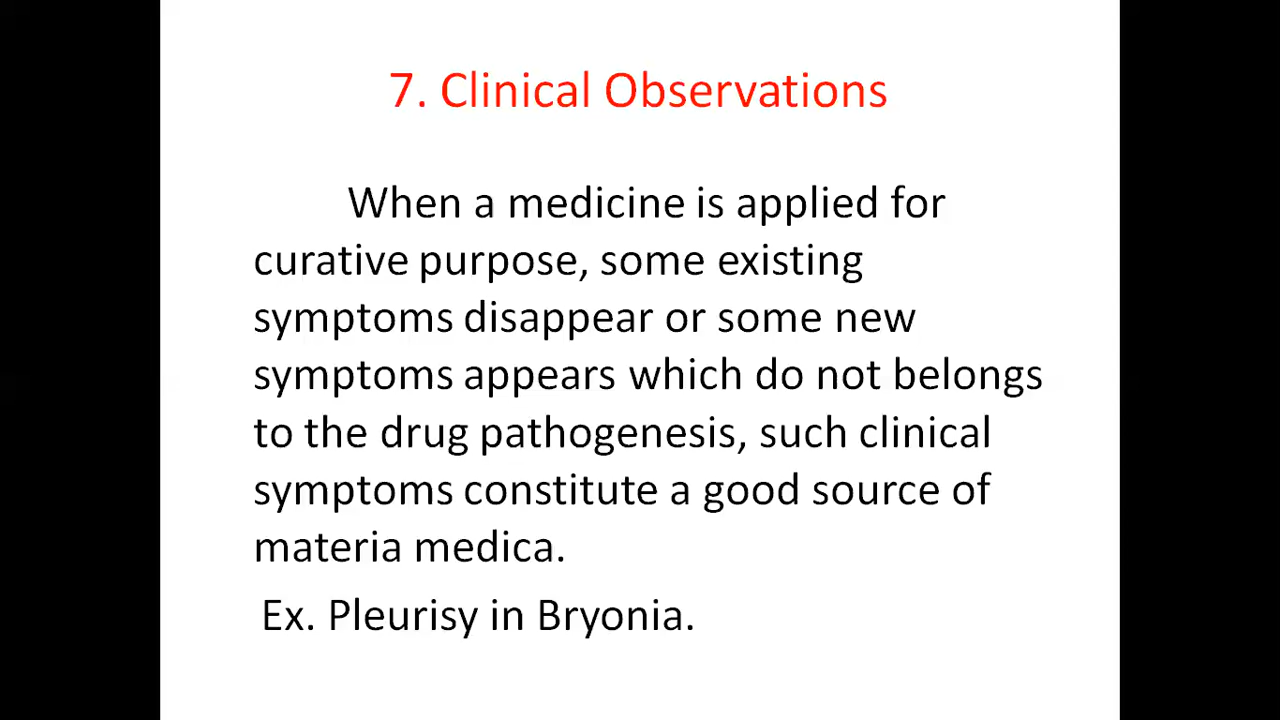 7. Clinical Observations
When a medicine is applied for
curative purpose, some existing
symptoms disappear or some new
symptoms appears which do not belongs
to the drug pathogenesis, such clinical
symptoms constitute a good source of
materia medica.
Ex. Pleurisy in Bryonia.